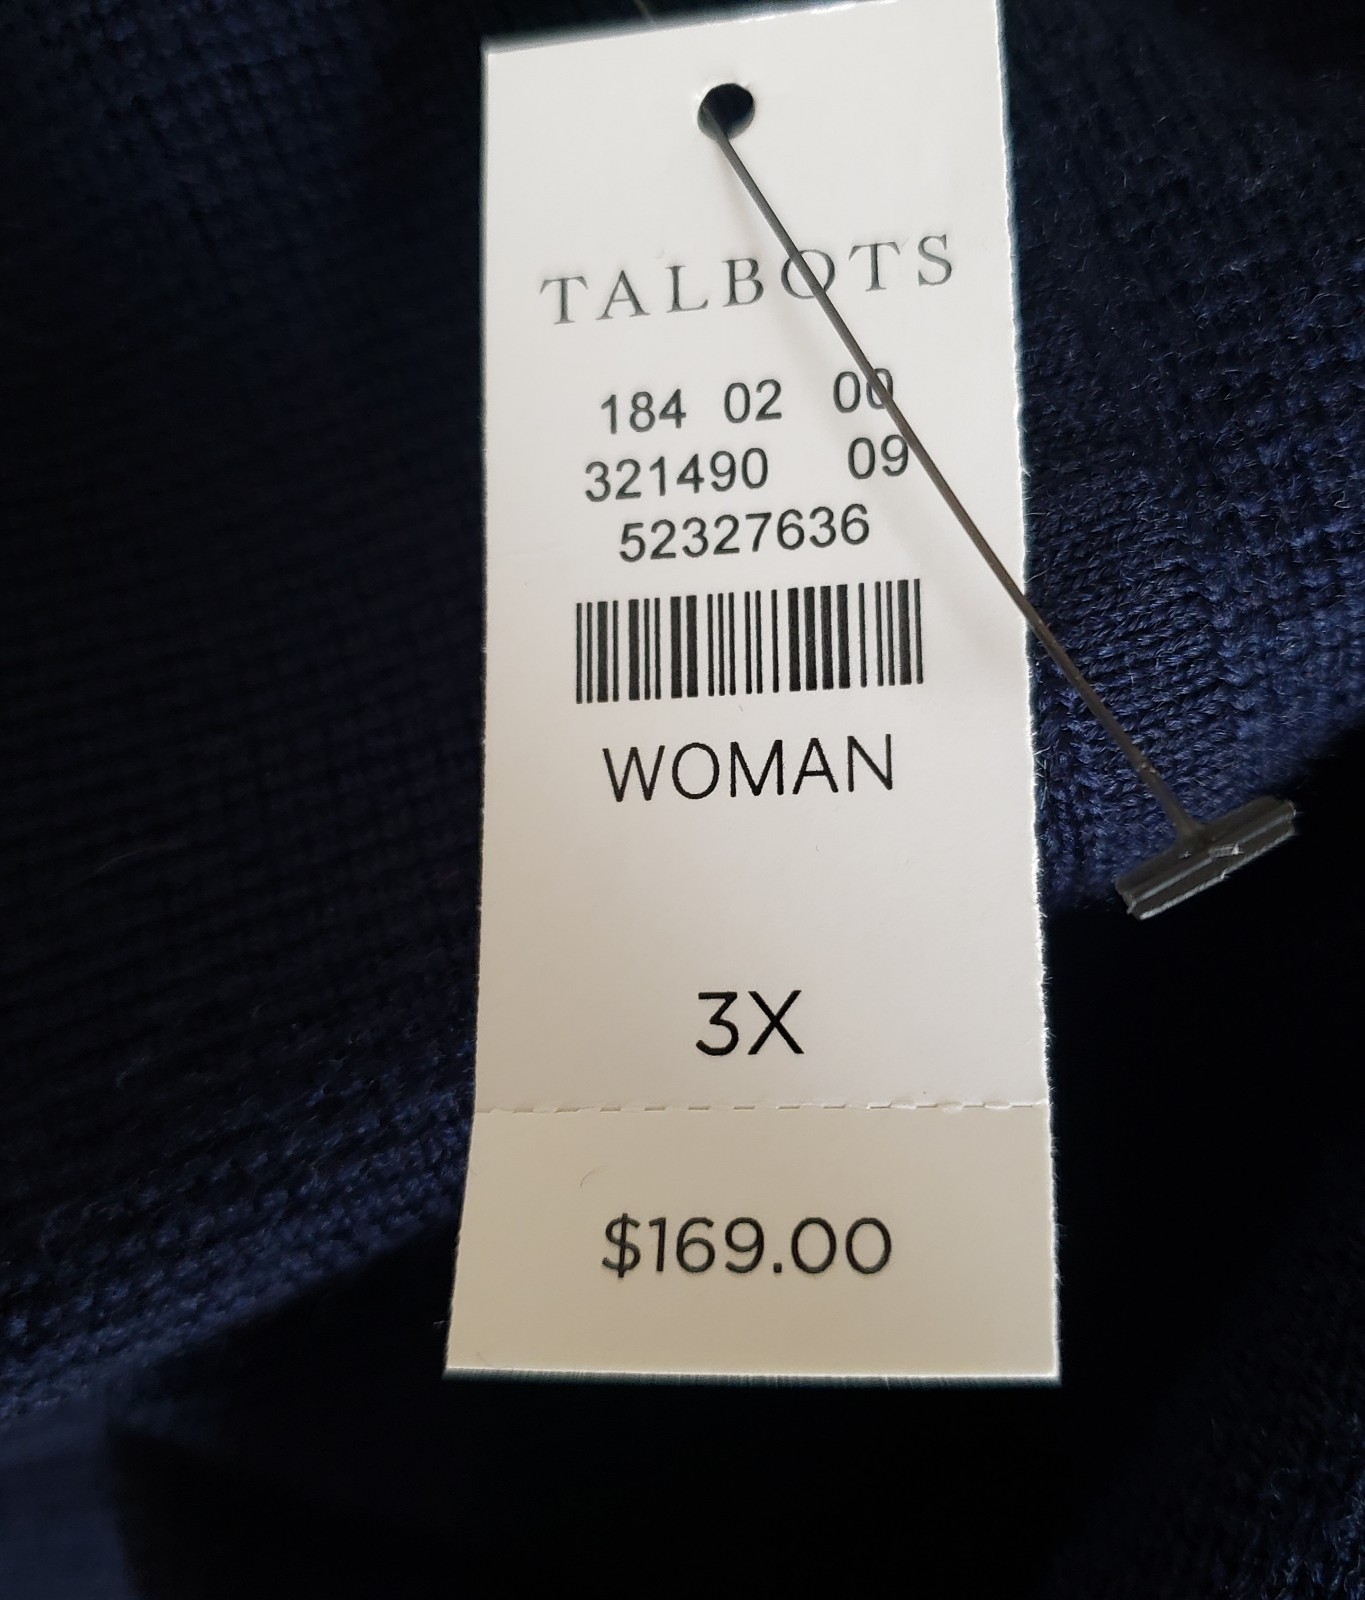 TALBOTS
184 02 00
321490 09
52327636
WOMAN
3X
$169.00